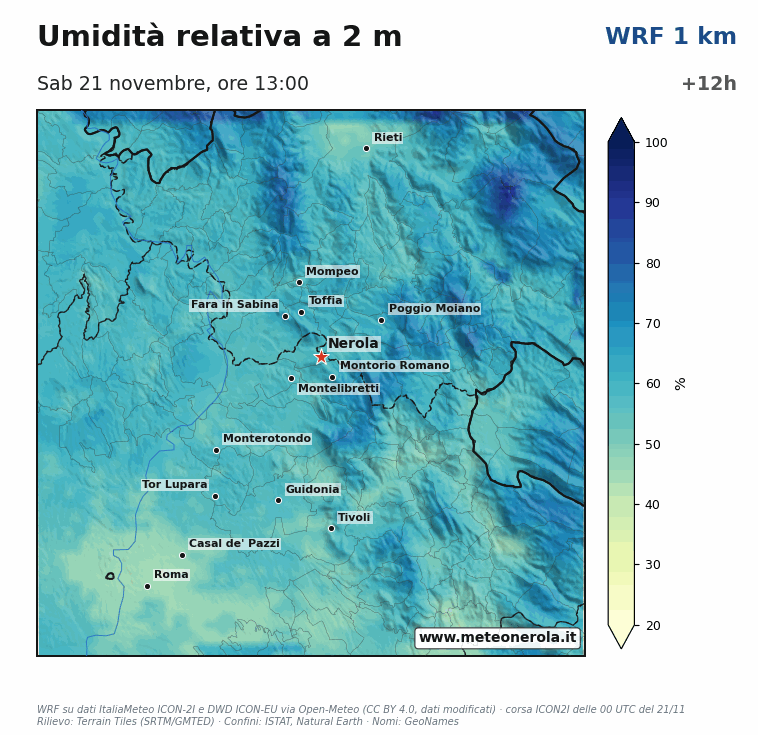 Umidità relativa a 2 m
WRF 1 km
Sab 21 novembre, ore 13:00
+12h
Rieti
Mompeo
Toffia
Fara in Sabina
Poggio Moiano
Nerola
Montorio Romano
Montelibretti
Monterotondo
Tor Lupara
Guidonia
Tivoli
Casal de' Pazzi
Roma
www.meteonerola.it
100
90
80
70
60
50
40
30
20
%
WRF su dati ItaliaMeteo ICON-2I e DWD ICON-EU via Open-Meteo (CC BY 4.0, dati modificati) · corsa ICON2I delle 00 UTC del 21/11
Rilievo: Terrain Tiles (SRTM/GMTED) · Confini: ISTAT, Natural Earth · Nomi: GeoNames